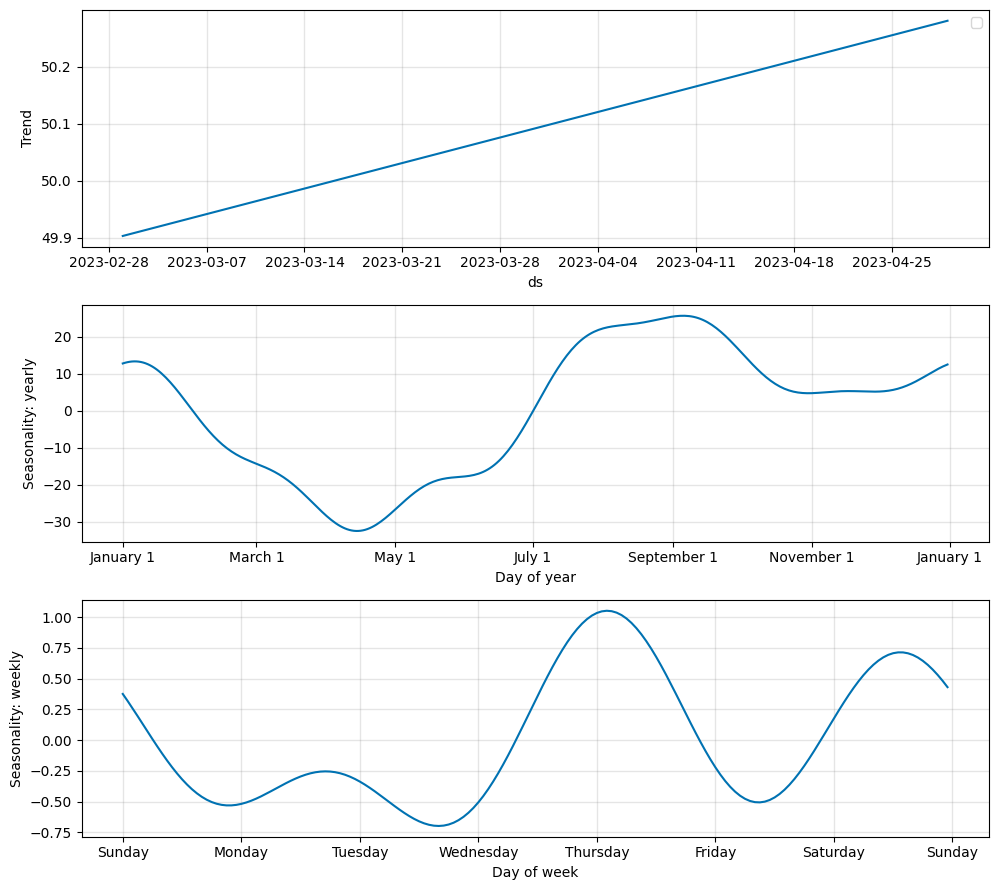 50.2
50.1
50.0
49.9
Trend
2023-02-28 2023-03-07 2023-03-14 2023-03-21 2023-03-28 2023-04-04 2023-04-11 2023-04-18 2023-04-25
ds
20
10
0
−10
−20
−30
Seasonality: yearly
January 1 March 1 May 1 July 1 September 1 November 1 January 1
Day of year
1.00
0.75
0.50
0.25
0.00
−0.25
−0.50
−0.75
Seasonality: weekly
Sunday Monday Tuesday Wednesday Thursday Friday Saturday Sunday
Day of week